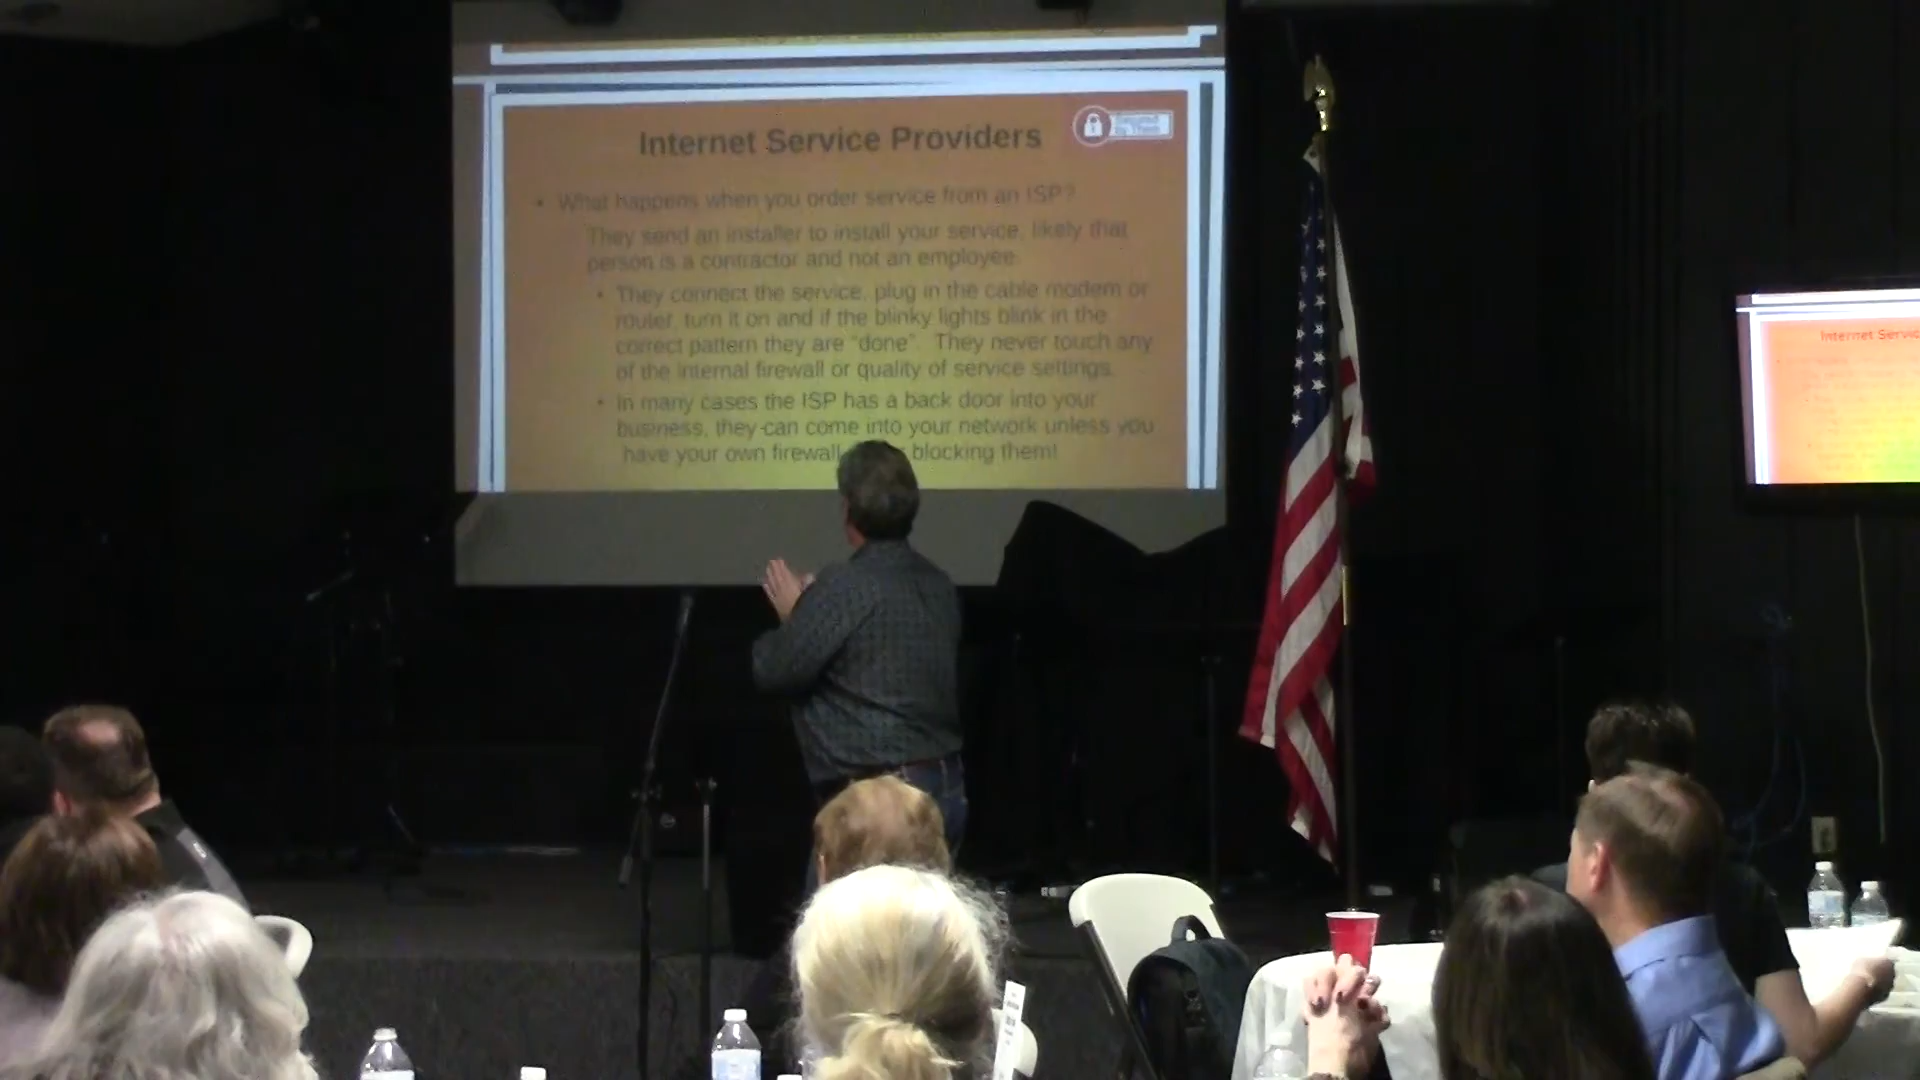 Internet Service Providers
• What happens when you order service from an ISP?
They send an installer to install your service, likely that
person is a contractor and not an employee.
• They connect the service, plug in the cable modem or
router, turn it on and if the blinky lights blink in the
correct pattern they are "done". They never touch any
of the internal firewall or quality of service settings.
• In many cases the ISP has a back door into your
business, they can come into your network unless you
have your own firewall blocking them!
Internet Servic